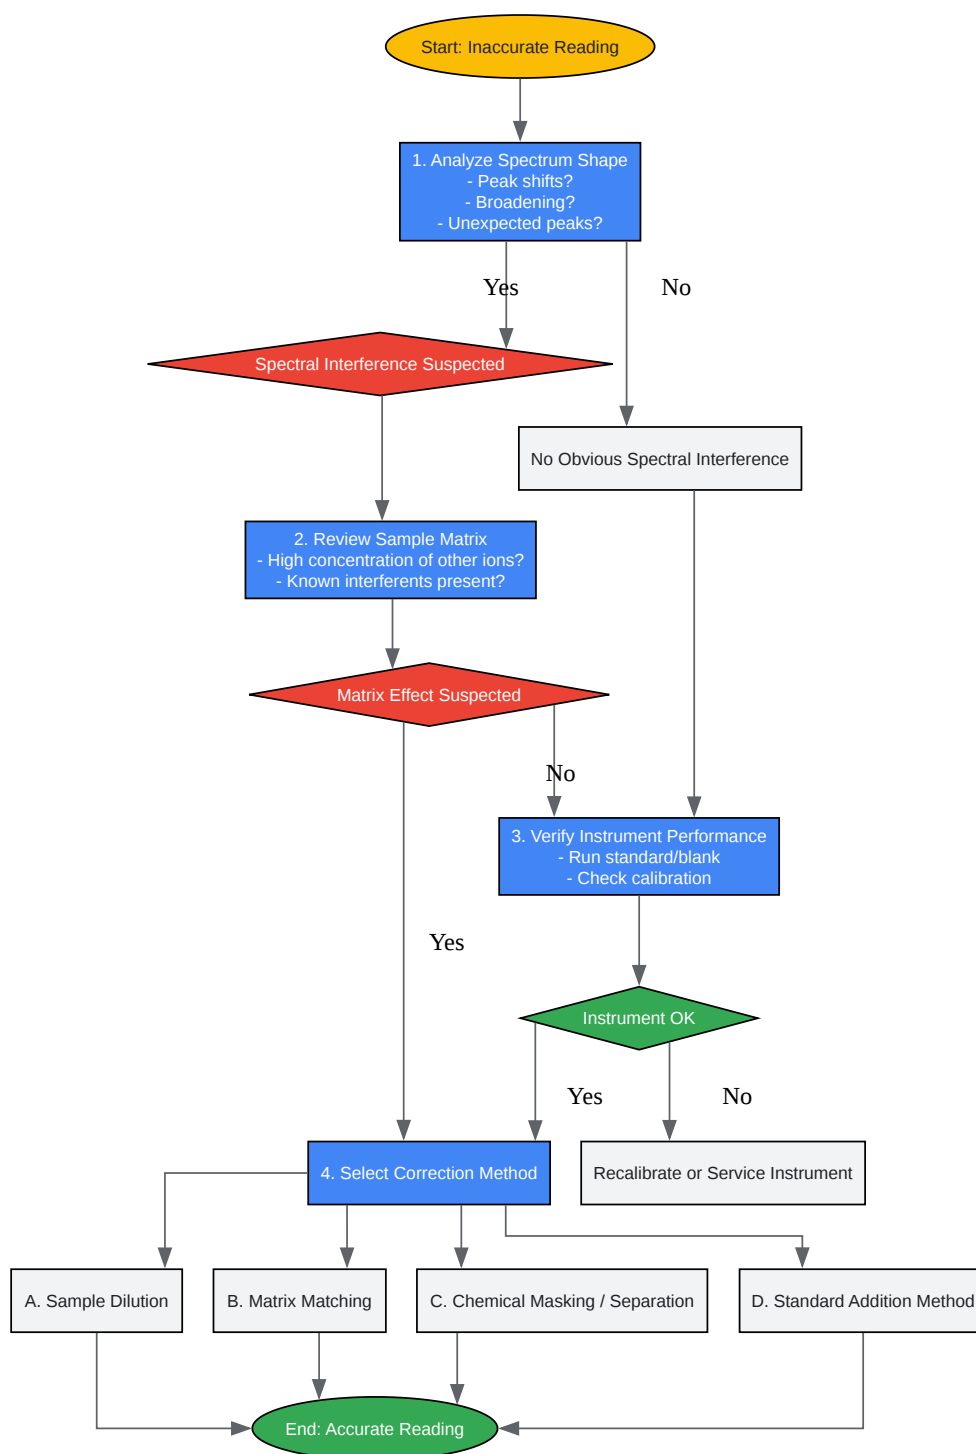 Start: Inaccurate Reading
1. Analyze Spectrum Shape
- Peak shifts?
- Broadening?
- Unexpected peaks?
Yes
No
Spectral Interference Suspected
No Obvious Spectral Interference
2. Review Sample Matrix
- High concentration of other ions?
- Known interferents present?
Matrix Effect Suspected
No
3. Verify Instrument Performance
- Run standard/blank
- Check calibration
Yes
Instrument OK
Yes
No
4. Select Correction Method
Recalibrate or Service Instrument
A. Sample Dilution
B. Matrix Matching
C. Chemical Masking / Separation
D. Standard Addition Method
End: Accurate Reading